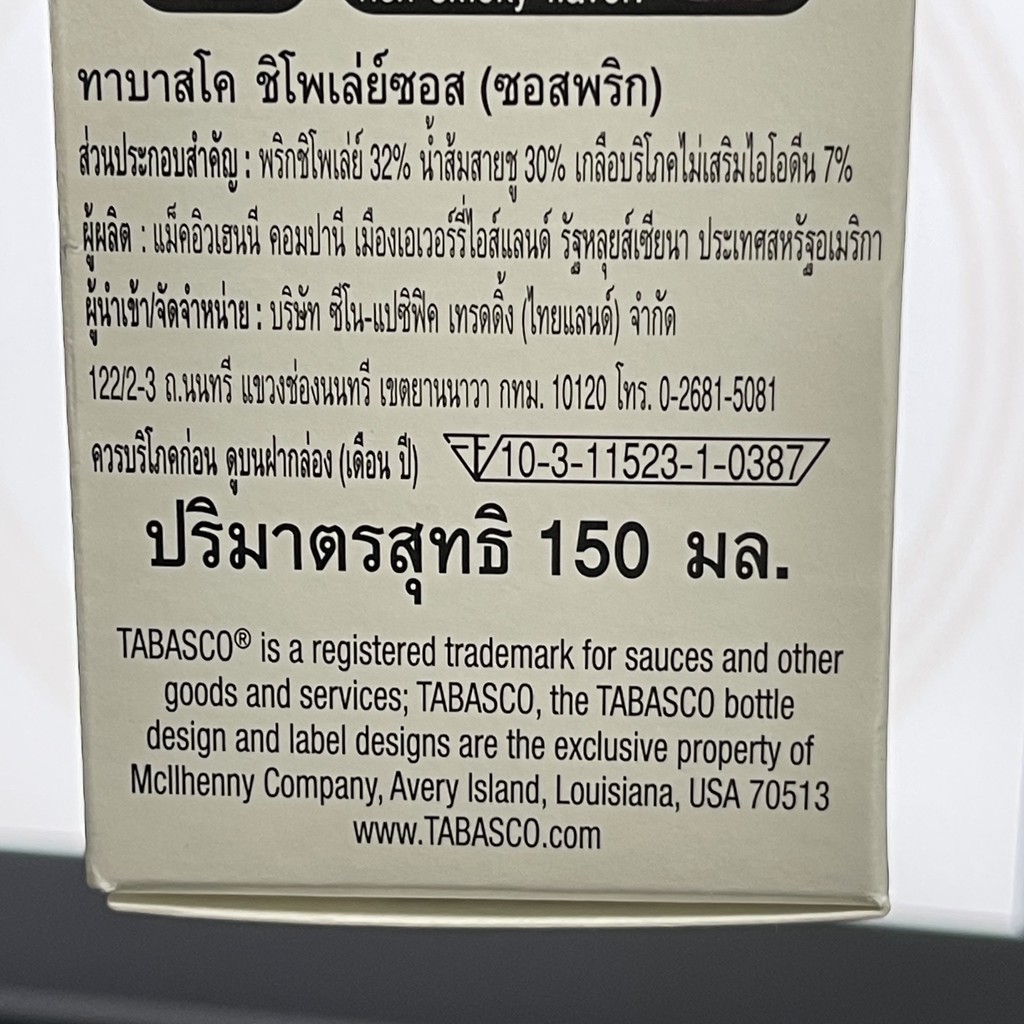 ทาบาสโค ชิโพเล่ย์ซอส (ซอสพริก)
ส่วนประกอบสำคัญ : พริกชิโพเล่ย์ 32% น้ำส้มสายชู 30% เกลือบริโภคไม่เสริมไอโอดีน 7%
ผู้ผลิต : แม็คอิวเฮนนี คอมปานี เมืองเอเวอร์รี่ไอส์แลนด์ รัฐหลุยส์เซียนา ประเทศสหรัฐอเมริกา
ผู้นำเข้า/จัดจำหน่าย : บริษัท ซีโน-แปซิฟิค เทรดดิ้ง (ไทยแลนด์) จำกัด
122/2-3 ถ.นนทรี แขวงช่องนนทรี เขตยานนาวา กทม. 10120 โทร. 0-2681-5081
ควรบริโภคก่อน ดูบนฝากล่อง (เดือน ปี) 10-3-11523-1-0387
ปริมาตรสุทธิ 150 มล.
TABASCO® is a registered trademark for sauces and other
goods and services; TABASCO, the TABASCO bottle
design and label designs are the exclusive property of
McIlhenny Company, Avery Island, Louisiana, USA 70513
www.TABASCO.com